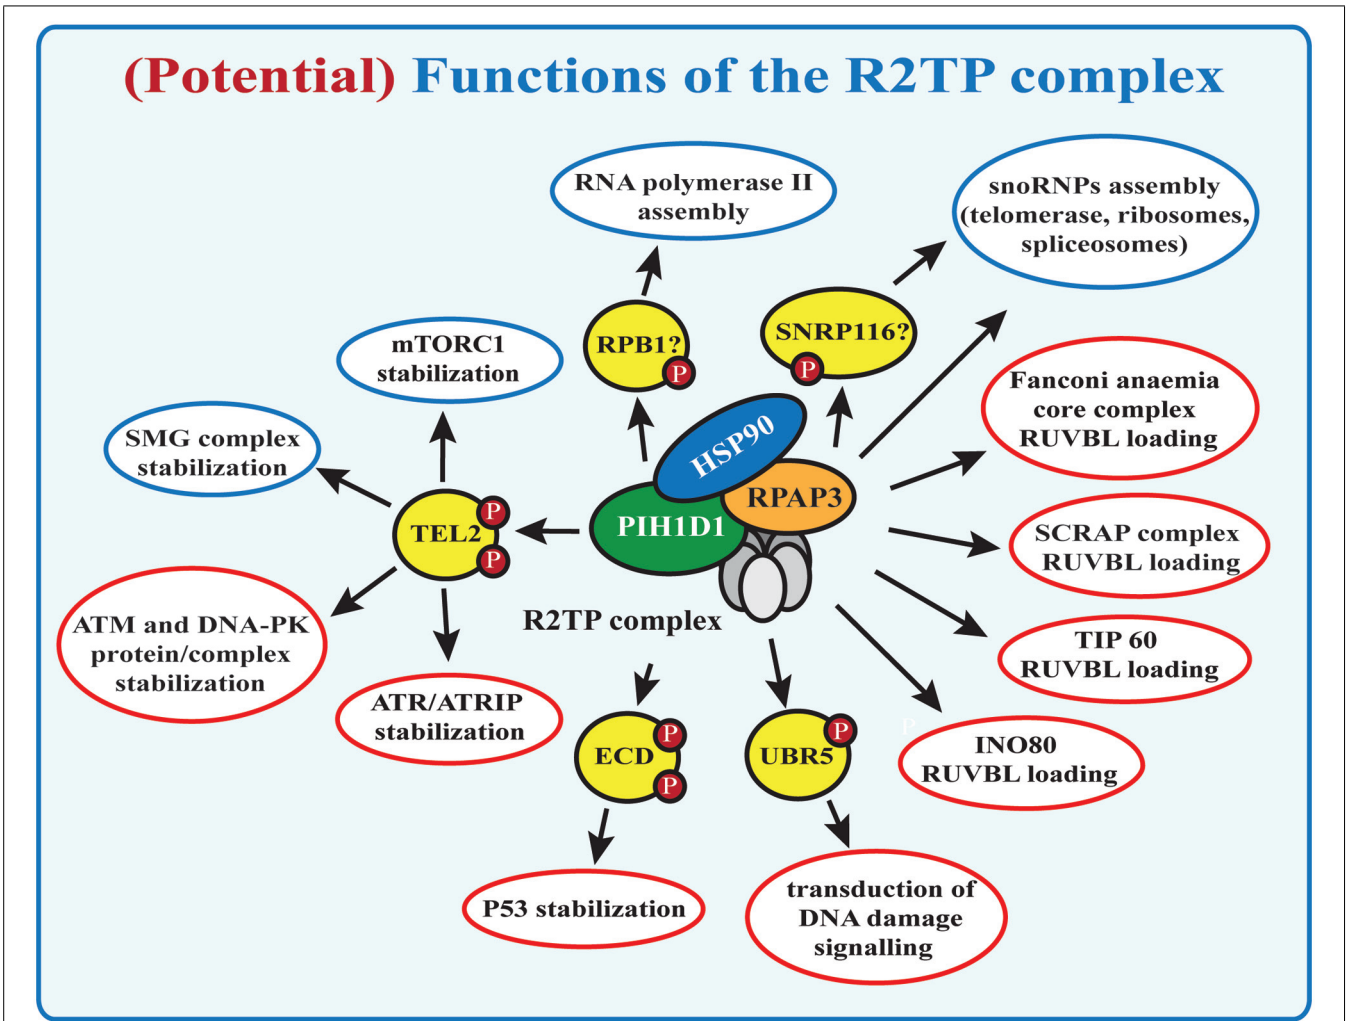 (Potential) Functions of the R2TP complex
RNA polymerase II
assembly
snoRNPs assembly
(telomerase, ribosomes,
spliceosomes)
mTORC1
stabilization
RPB1?
P
SNRP116?
P
Fanconi anaemia
core complex
RUVBL loading
SMG complex
stabilization
HSP90
RPAP3
PIH1D1
TEL2
P
P
SCRAP complex
RUVBL loading
R2TP complex
ATM and DNA-PK
protein/complex
stabilization
TIP 60
RUVBL loading
ATR/ATRIP
stabilization
ECD
P
P
UBR5
P
P
INO80
RUVBL loading
P53 stabilization
transduction of
DNA damage
signalling